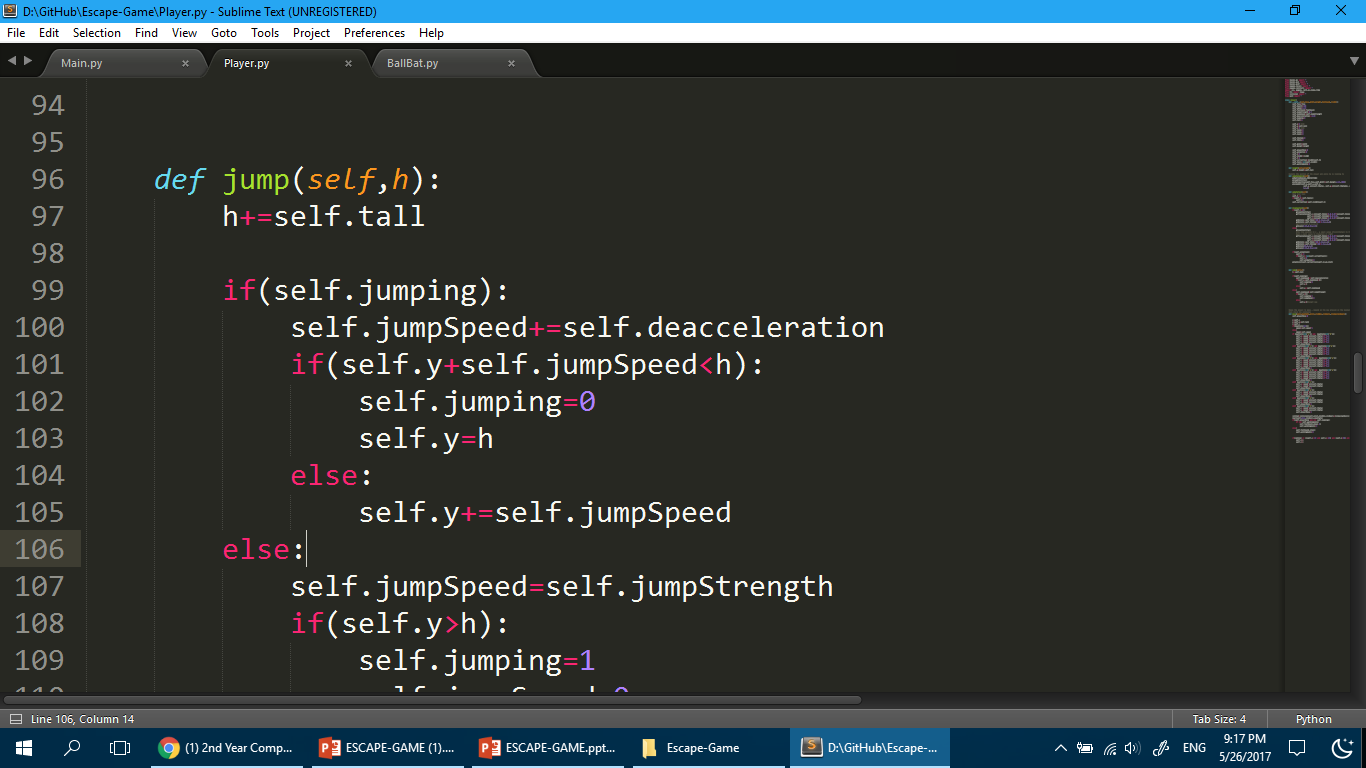 D:\GitHub\Escape-Game\Player.py - Sublime Text (UNREGISTERED)
File Edit Selection Find View Goto Tools Project Preferences Help
Main.py × Player.py × BallBat.py ×
94
95
96 def jump(self,h):
97 h+=self.tall
98
99 if(self.jumping):
100 self.jumpSpeed+=self.deacceleration
101 if(self.y+self.jumpSpeed<h):
102 self.jumping=0
103 self.y=h
104 else:
105 self.y+=self.jumpSpeed
106 else:
107 self.jumpSpeed=self.jumpStrength
108 if(self.y>h):
109 self.jumping=1
Line 106, Column 14 Tab Size: 4 Python
(1) 2nd Year Comp... ESCAPE-GAME (1).... ESCAPE-GAME.ppt... Escape-Game D:\GitHub\Escape-... ENG 9:17 PM
5/26/2017